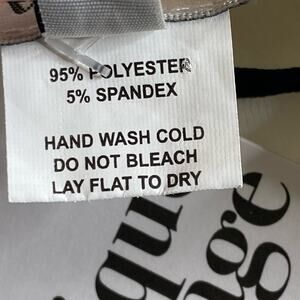 95% POLYESTER
5% SPANDEX
HAND WASH COLD
DO NOT BLEACH
LAY FLAT TO DRY